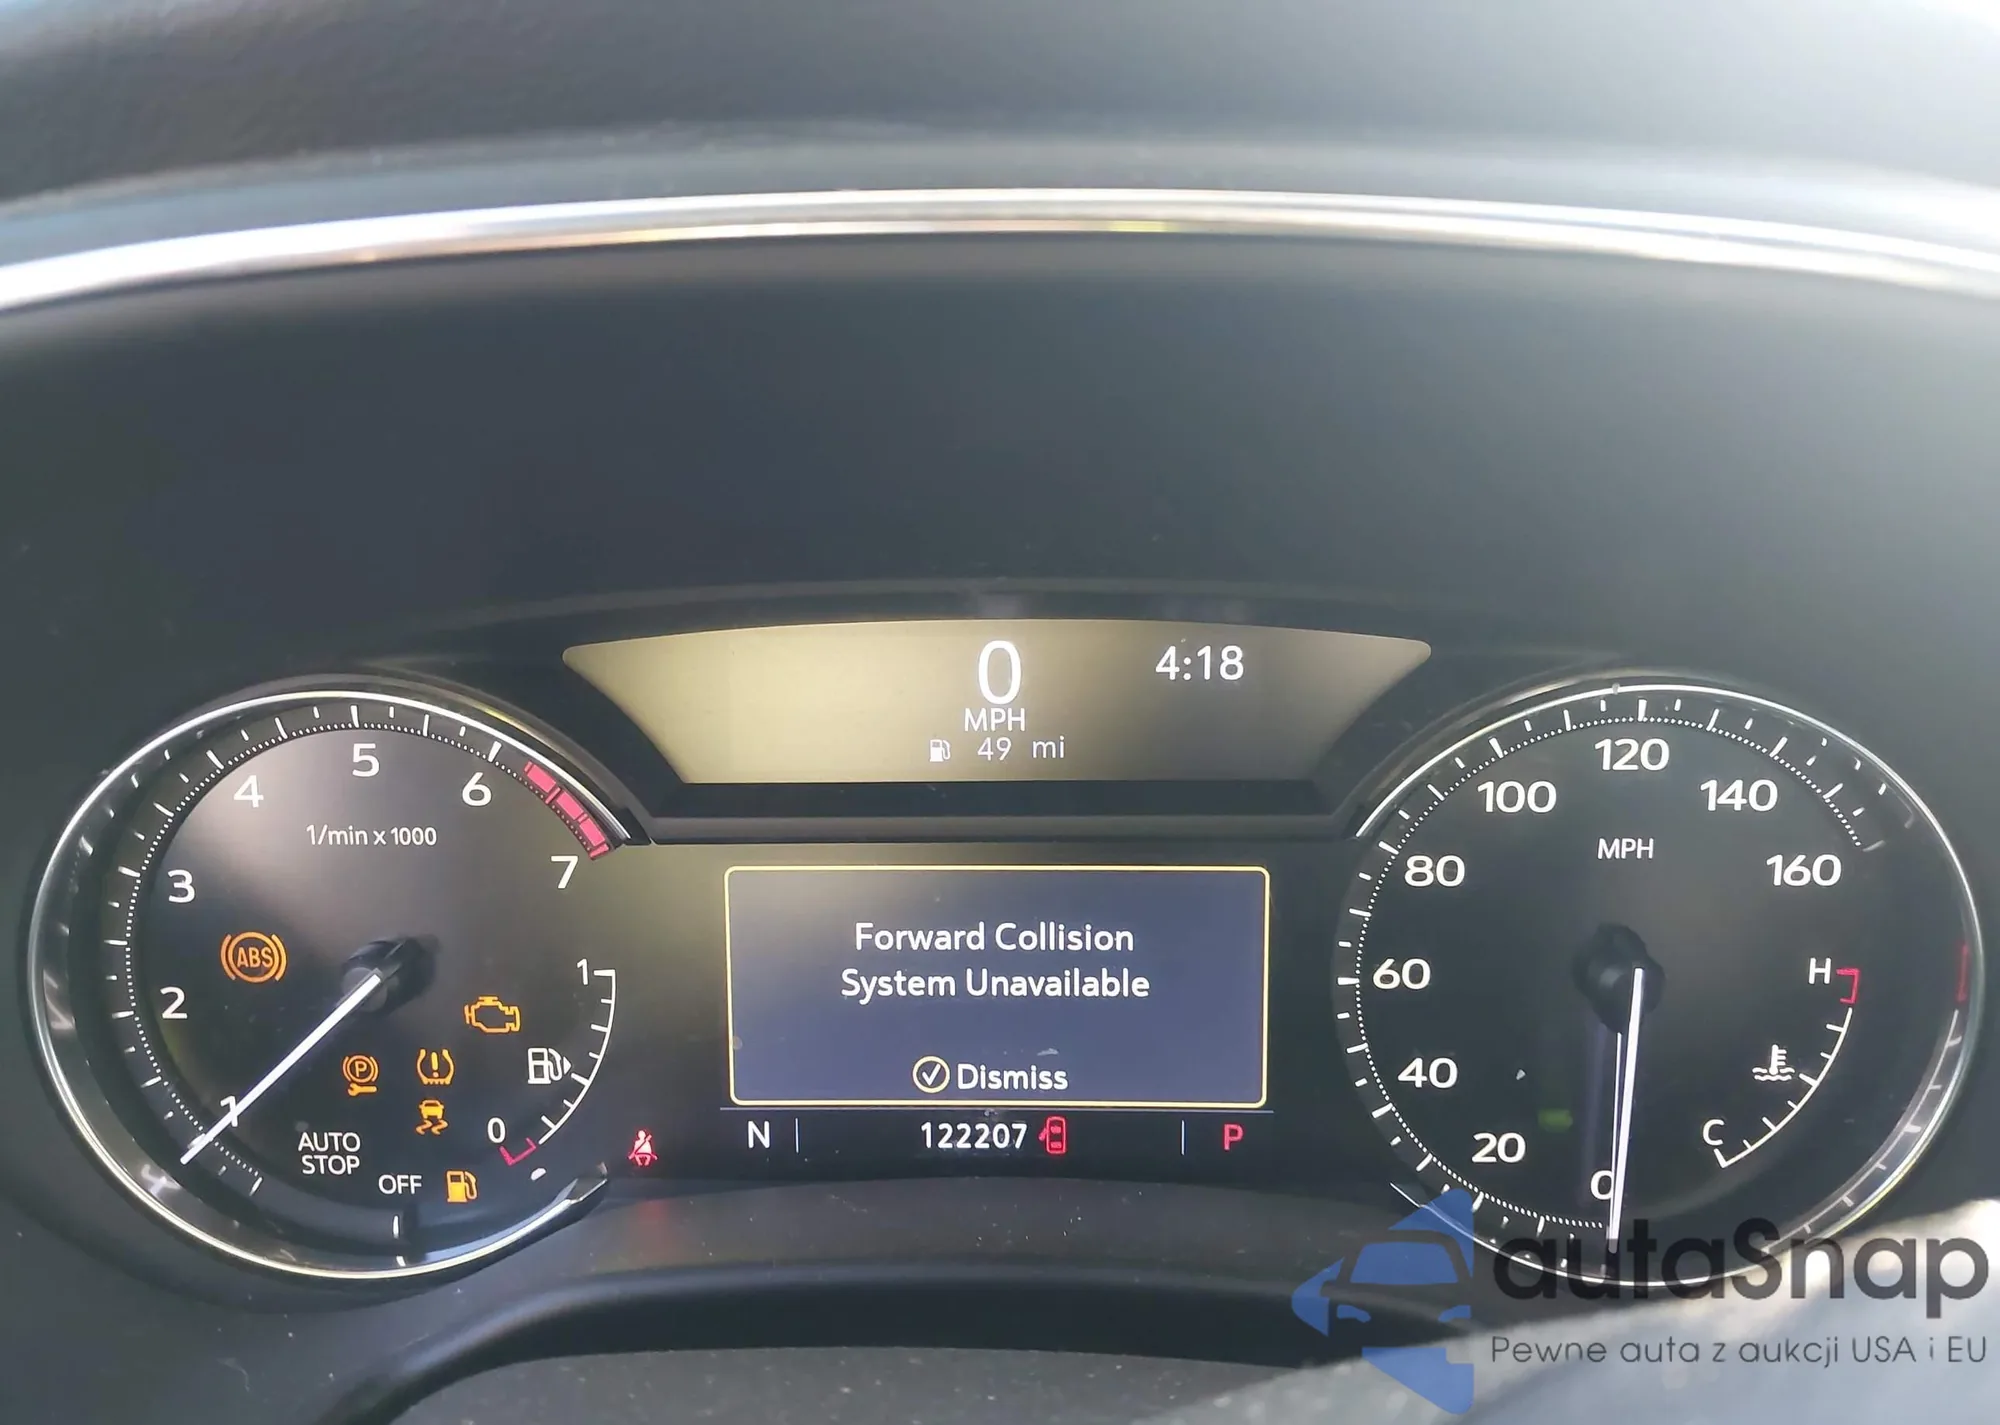 0
MPH
4:18
49 mi
5
4
6
1/min x 1000
7
3
ABS
2
1
P
!
1
AUTO
STOP
OFF
0
Forward Collision
System Unavailable
Dismiss
N
122207
P
120
100
140
MPH
80
160
60
H
40
C
20
0
autaSnap
Pewne auta z aukcji USA i EU